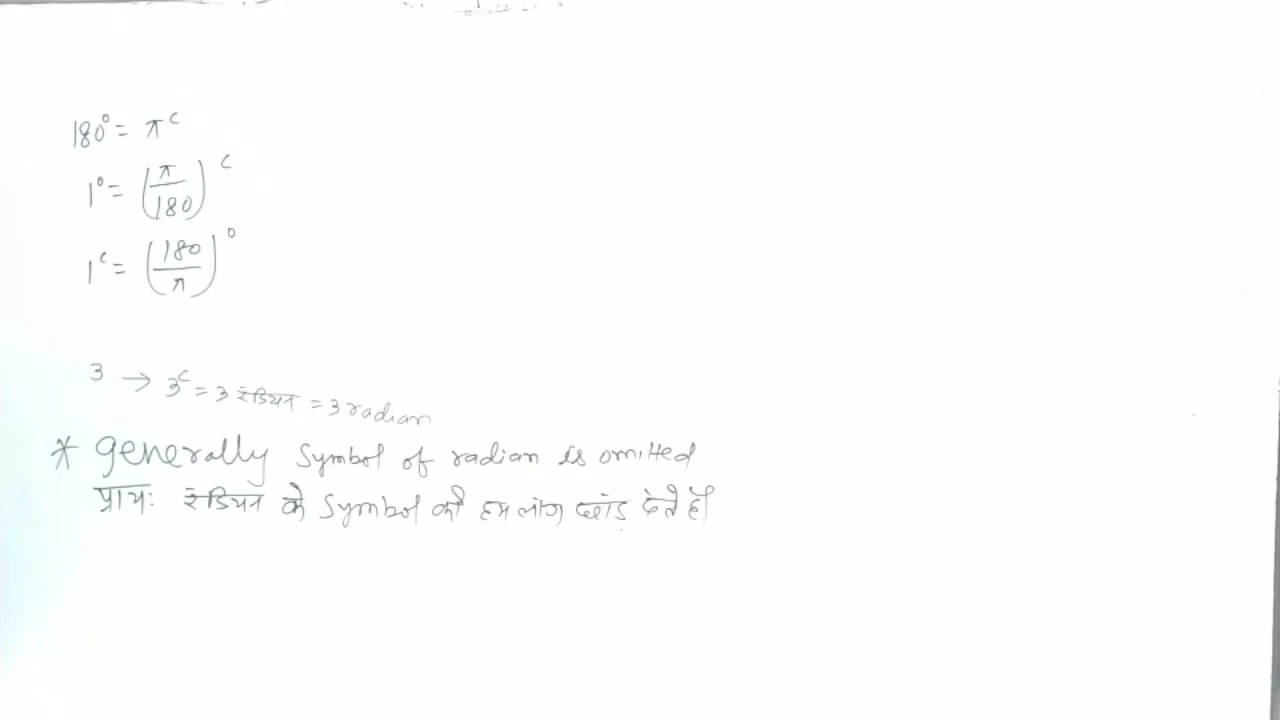 180° = π^c
1° = (π/180)^c
1^c = (180/π)°
3 → 3^c = 3 रेडियन = 3 radian
* Generally Symbol of radian is omitted
प्रायः रेडियन के Symbol को हम लोग छोड़ देते हैं